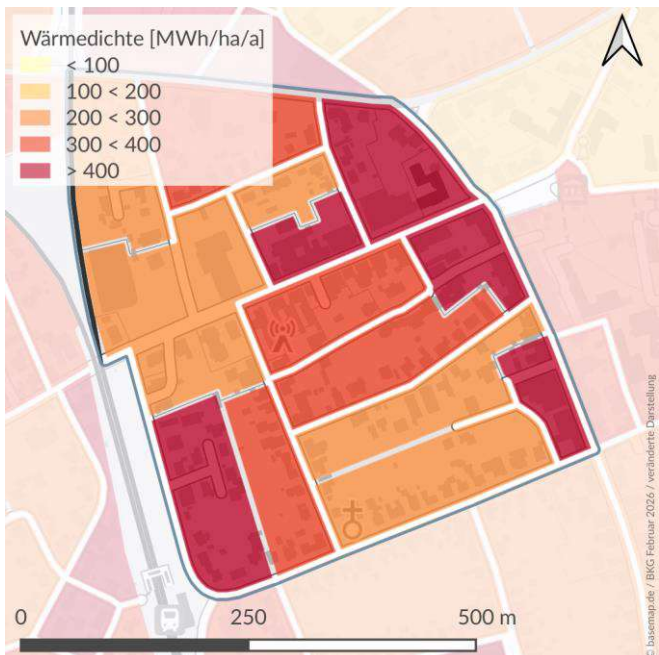 Wärmedichte [MWh/ha/a]
< 100
100 < 200
200 < 300
300 < 400
> 400
0 250 500 m
© basemap.de / BKG Februar 2026 / veränderte Darstellung